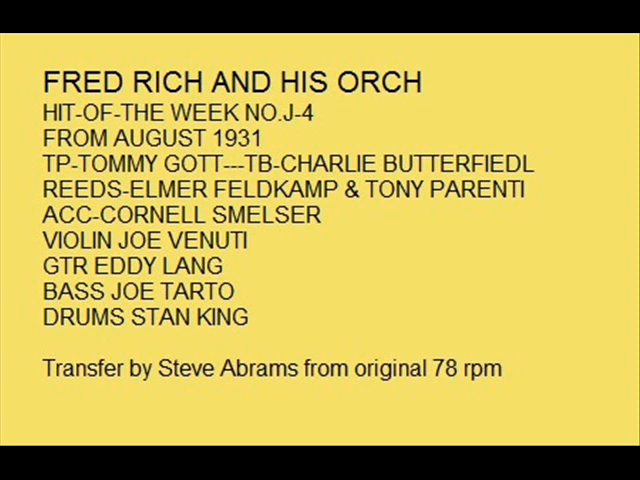 FRED RICH AND HIS ORCH
HIT-OF-THE WEEK NO.J-4
FROM AUGUST 1931
TP-TOMMY GOTT---TB-CHARLIE BUTTERFIEDL
REEDS-ELMER FELDKAMP & TONY PARENTI
ACC-CORNELL SMELSER
VIOLIN JOE VENUTI
GTR EDDY LANG
BASS JOE TARTO
DRUMS STAN KING
Transfer by Steve Abrams from original 78 rpm